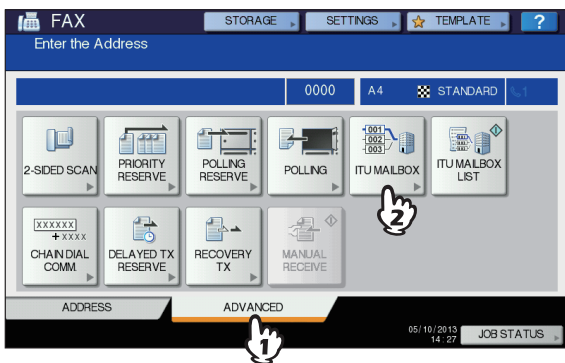 FAX
STORAGE
SETTINGS
TEMPLATE
?
Enter the Address
0000
A4
STANDARD
1
2-SIDED SCAN
PRIORITY
RESERVE
POLLING
RESERVE
POLLING
001
002
003
ITU MAILBOX
ITU MAILBOX
LIST
XXXXXX
+ XXXX
CHAIN DIAL
COMM.
DELAYED TX
RESERVE
RECOVERY
TX
MANUAL
RECEIVE
2
ADDRESS
ADVANCED
1
05/10/2013
14:27
JOB STATUS